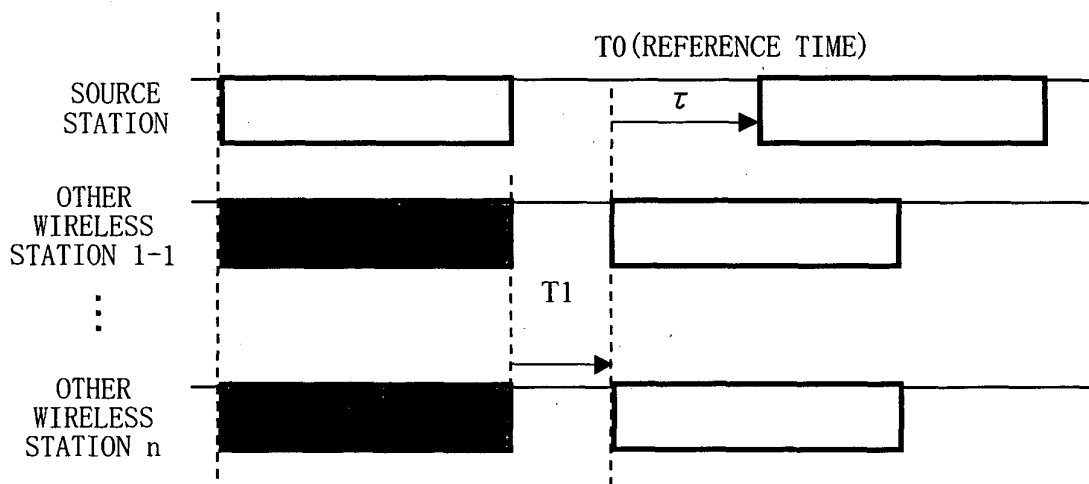 T0(REFERENCE TIME)
SOURCE
STATION
τ
OTHER
WIRELESS
STATION 1-1
T1
OTHER
WIRELESS
STATION n